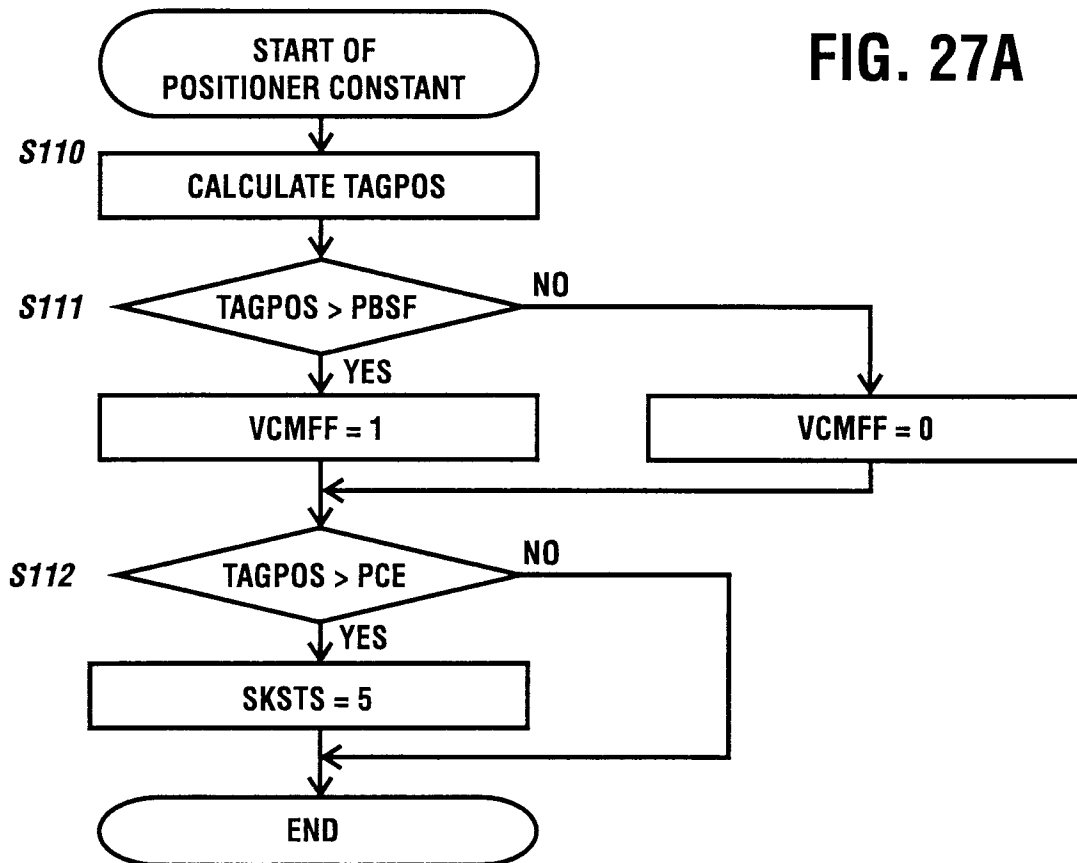 FIG. 27A
START OF
POSITIONER CONSTANT
S110
CALCULATE TAGPOS
S111
TAGPOS > PBSF
NO
YES
VCMFF = 1
VCMFF = 0
S112
TAGPOS > PCE
NO
YES
SKSTS = 5
END